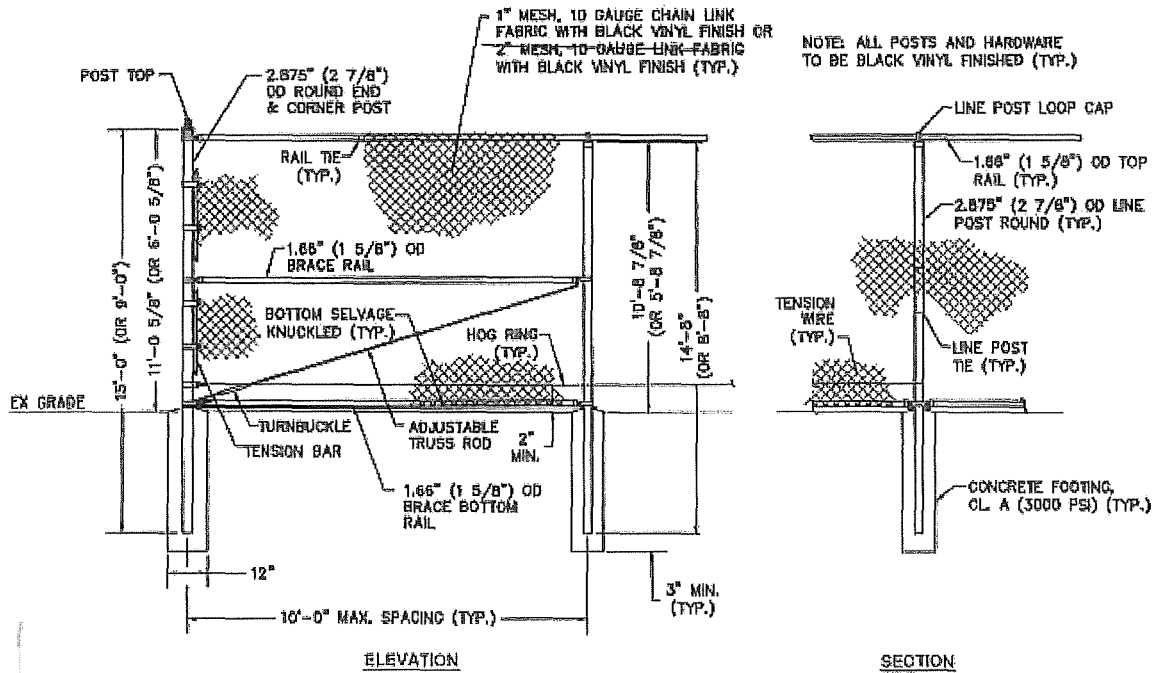 1" MESH, 10 GAUGE CHAIN LINK
FABRIC WITH BLACK VINYL FINISH OR
2" MESH, 10 GAUGE LINK FABRIC
WITH BLACK VINYL FINISH (TYP.)
NOTE: ALL POSTS AND HARDWARE
TO BE BLACK VINYL FINISHED (TYP.)
POST TOP
2.875" (2 7/8")
OD ROUND END
& CORNER POST
LINE POST LOOP CAP
RAIL TIE
(TYP.)
1.66" (1 5/8") OD TOP
RAIL (TYP.)
2.875" (2 7/8") OD LINE
POST ROUND (TYP.)
15'-0" (OR 9'-0")
11'-0 5/8" (OR 6'-0 5/8")
1.66" (1 5/8") OD
BRACE RAIL
10'-8 7/8"
(OR 5'-8 7/8")
14'-8"
(OR 8'-8")
BOTTOM SELVAGE
KNUCKLED (TYP.)
HOG RING
(TYP.)
TENSION
WIRE
(TYP.)
LINE POST
TIE (TYP.)
EX GRADE
TURNBUCKLE
TENSION BAR
ADJUSTABLE
TRUSS ROD
2"
MIN.
1.66" (1 5/8") OD
BRACE BOTTOM
RAIL
CONCRETE FOOTING,
CL. A (3000 PSI) (TYP.)
12"
3" MIN.
(TYP.)
10'-0" MAX. SPACING (TYP.)
ELEVATION
SECTION